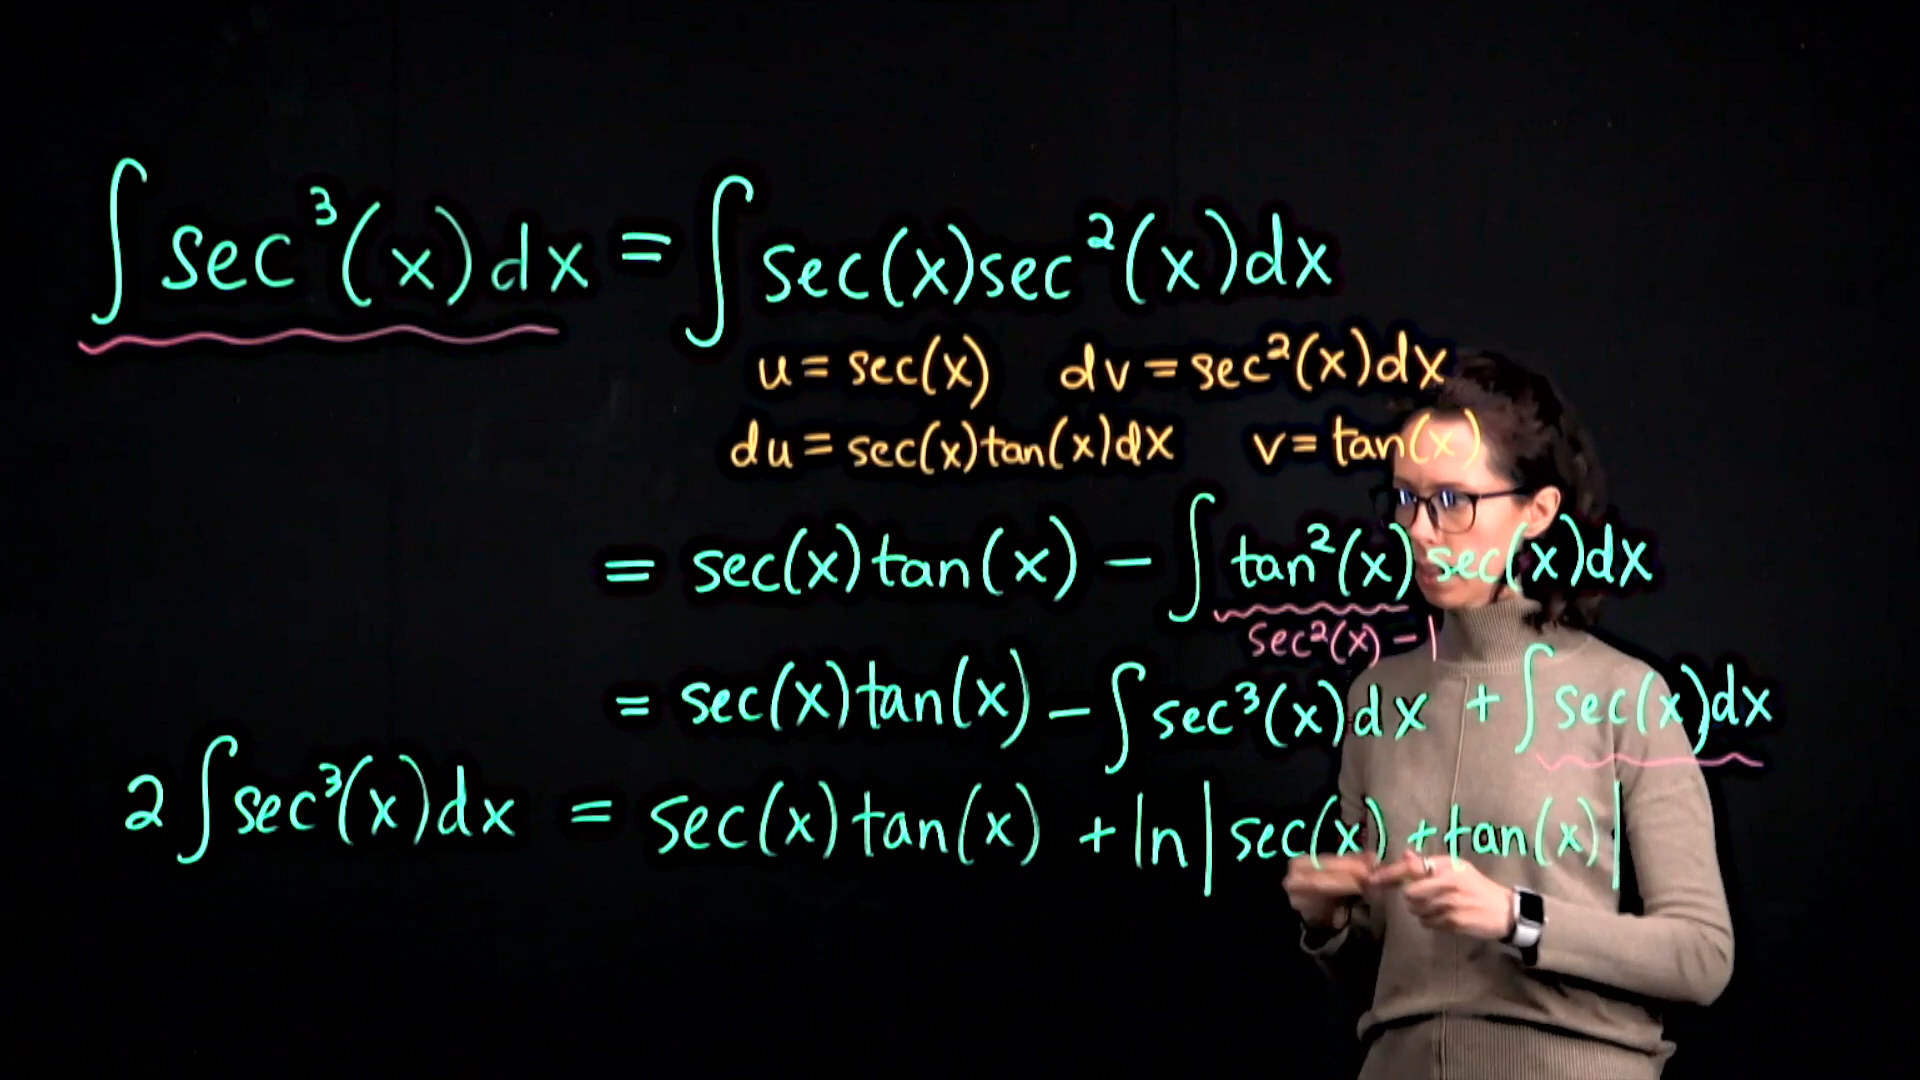 ∫ sec³(x) dx = ∫ sec(x)sec²(x)dx
u = sec(x) dv = sec²(x)dx
du = sec(x)tan(x)dx v = tan(x)
= sec(x)tan(x) − ∫ tan²(x) sec(x)dx
sec²(x) − 1
= sec(x)tan(x) − ∫ sec³(x)dx + ∫ sec(x)dx
2 ∫ sec³(x)dx = sec(x)tan(x) + ln|sec(x) + tan(x)|